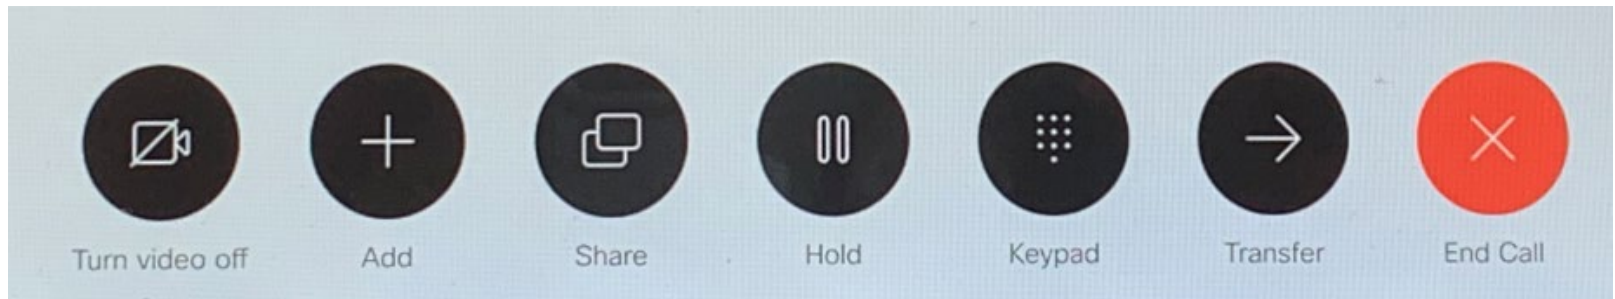 Turn video off
Add
Share
Hold
Keypad
Transfer
End Call